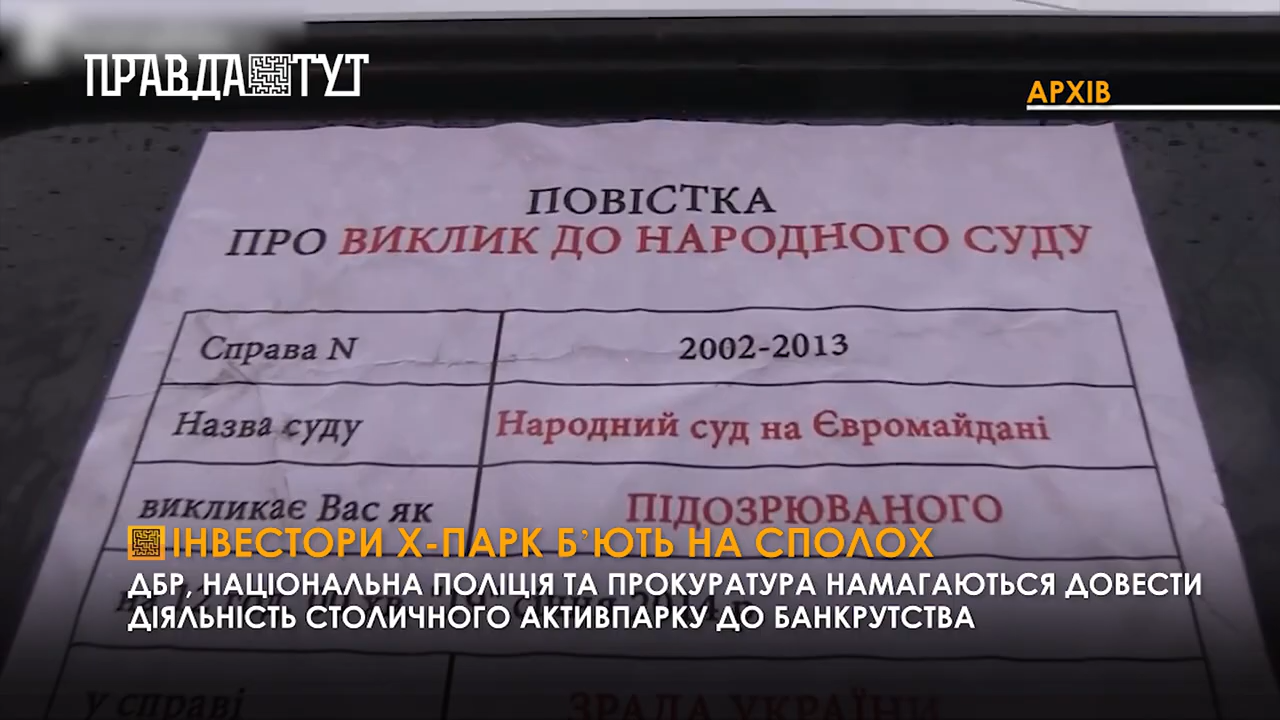 ПРАВДА ТУТ
АРХІВ
ПОВІСТКА
ПРО ВИКЛИК ДО НАРОДНОГО СУДУ
Справа N 2002-2013
Назва суду Народний суд на Євромайдані
викликає Вас як ПІДОЗРЮВАНОГО
ІНВЕСТОРИ Х-ПАРК Б’ЮТЬ НА СПОЛОХ
ДБР, НАЦІОНАЛЬНА ПОЛІЦІЯ ТА ПРОКУРАТУРА НАМАГАЮТЬСЯ ДОВЕСТИ
ДІЯЛЬНІСТЬ СТОЛИЧНОГО АКТИВПАРКУ ДО БАНКРУТСТВА
у справі ЗРАДА УКРАЇНИ